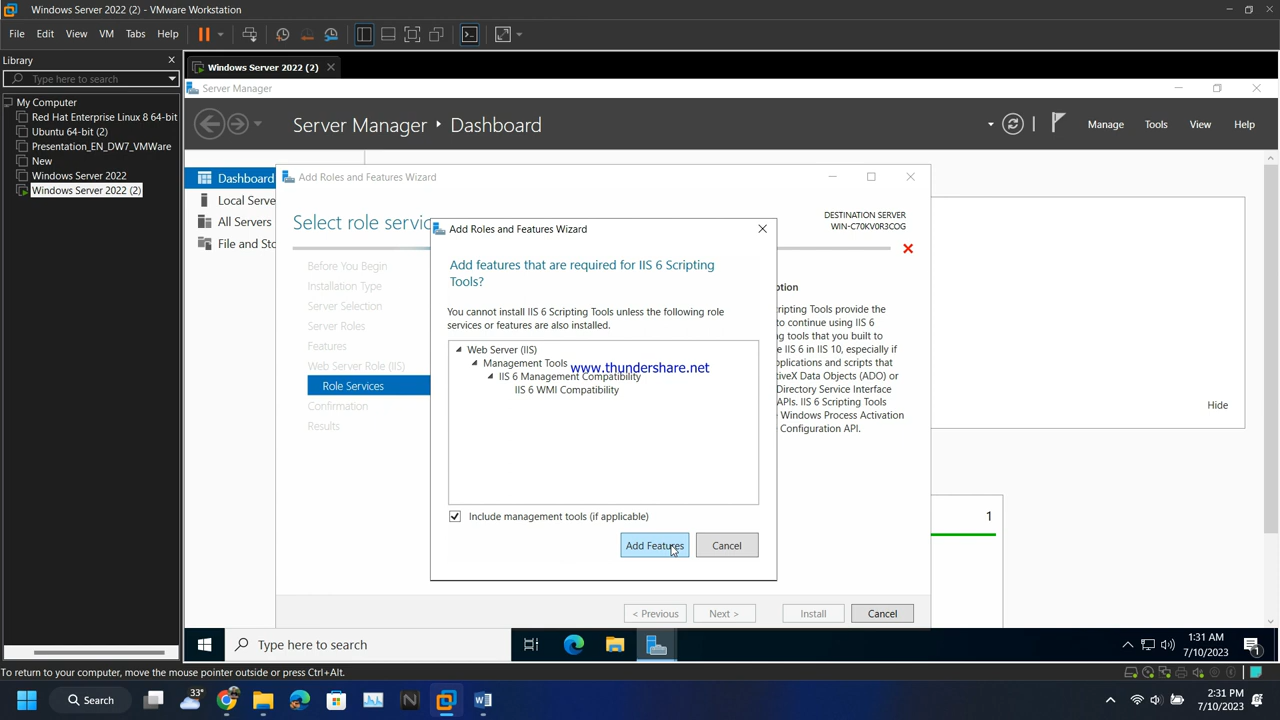 Windows Server 2022 (2) - VMware Workstation
File Edit View VM Tabs Help
Library
Type here to search
My Computer
Red Hat Enterprise Linux 8 64-bit
Ubuntu 64-bit (2)
Presentation_EN_DW7_VMWare
New
Windows Server 2022
Windows Server 2022 (2)
Windows Server 2022 (2)
Server Manager
Server Manager • Dashboard
Manage Tools View Help
Dashboard
Local Serve
All Servers
File and Sto
Add Roles and Features Wizard
Select role servic
DESTINATION SERVER
WIN-C70KV0R3COG
Before You Begin
Installation Type
Server Selection
Server Roles
Features
Web Server Role (IIS)
Role Services
Confirmation
Results
Add Roles and Features Wizard
Add features that are required for IIS 6 Scripting
Tools?
You cannot install IIS 6 Scripting Tools unless the following role
services or features are also installed.
Web Server (IIS)
Management Tools
www.thundershare.net
IIS 6 Management Compatibility
IIS 6 WMI Compatibility
Include management tools (if applicable)
Add Features Cancel
ption
ripting Tools provide the
to continue using IIS 6
ng tools that you built to
e IIS 6 in IIS 10, especially if
pplications and scripts that
tiveX Data Objects (ADO) or
Directory Service Interface
APIs. IIS 6 Scripting Tools
Windows Process Activation
Configuration API.
Hide
1
< Previous Next > Install Cancel
Type here to search
1:31 AM
7/10/2023
1
To return to your computer, move the mouse pointer outside or press Ctrl+Alt.
33°
Search
2:31 PM
7/10/2023